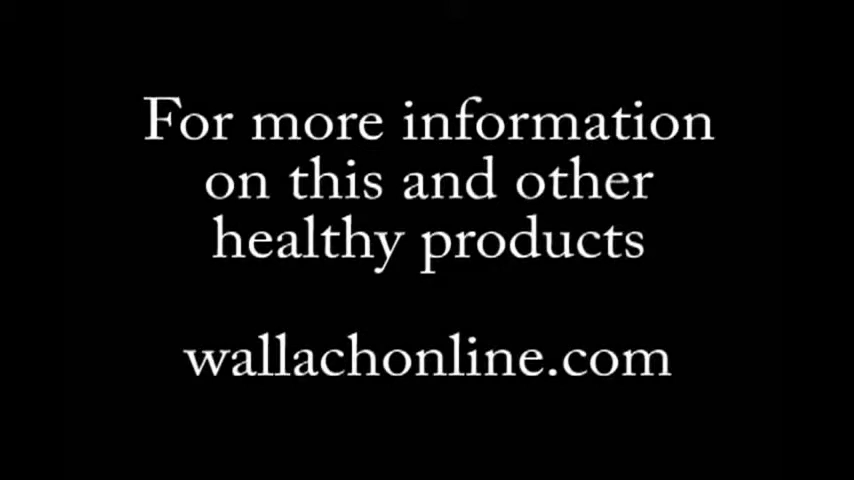 For more information
on this and other
healthy products
wallachonline.com